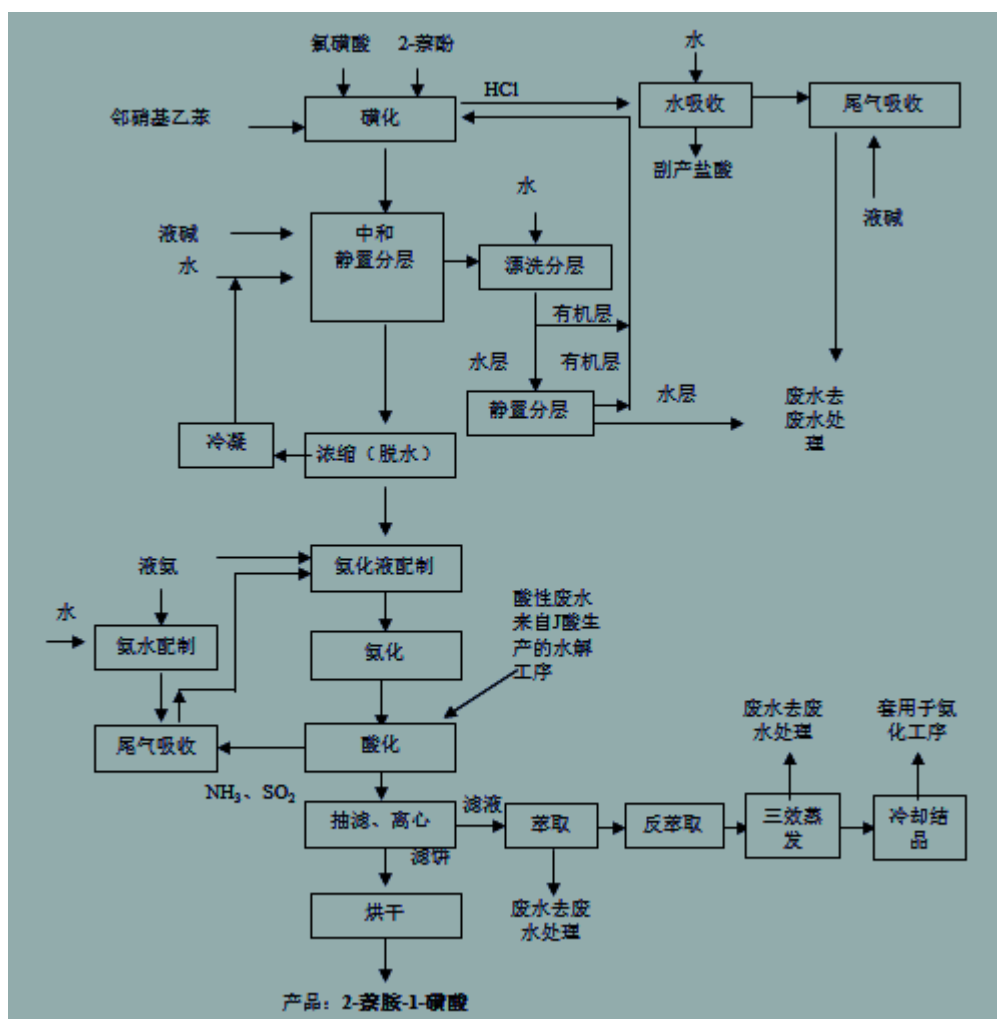 氯磺酸 2-萘酚
水
HCl
邻硝基乙苯
磺化
水吸收
尾气吸收
副产盐酸
水
液碱
液碱
中和
静置分层
漂洗分层
水
有机层
水层
有机层
水层
静置分层
废水去
废水处
理
冷凝
浓缩（脱水）
液氨
氨化液配制
水
氨水配制
酸性废水
来自J酸生
产的水解
工序
氨化
尾气吸收
酸化
废水去废
水处理
套用于氨
化工序
NH₃、SO₂
抽滤、离心
滤液
萃取
反萃取
三效蒸
发
冷却结
晶
滤饼
烘干
废水去废
水处理
产品：2-萘胺-1-磺酸